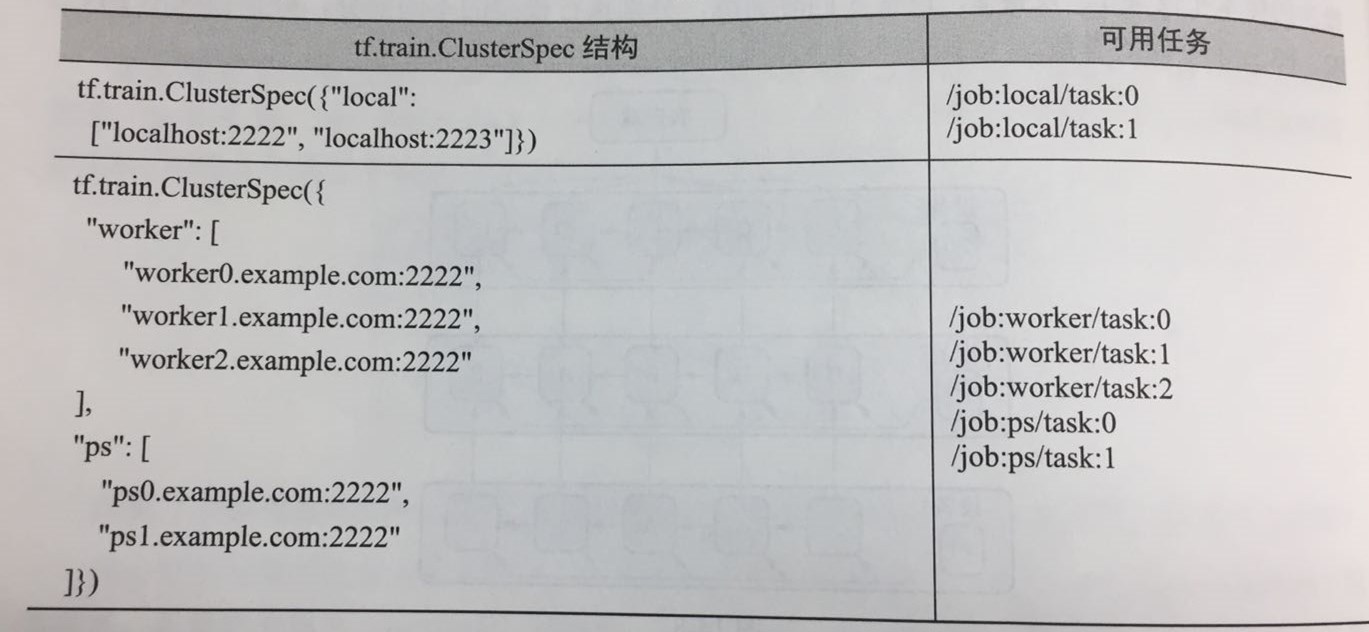 tf.train.ClusterSpec 结构
可用任务
tf.train.ClusterSpec({"local":
["localhost:2222", "localhost:2223"]})
/job:local/task:0
/job:local/task:1
tf.train.ClusterSpec({
"worker": [
"worker0.example.com:2222",
"worker1.example.com:2222",
"worker2.example.com:2222"
],
"ps": [
"ps0.example.com:2222",
"ps1.example.com:2222"
]})
/job:worker/task:0
/job:worker/task:1
/job:worker/task:2
/job:ps/task:0
/job:ps/task:1